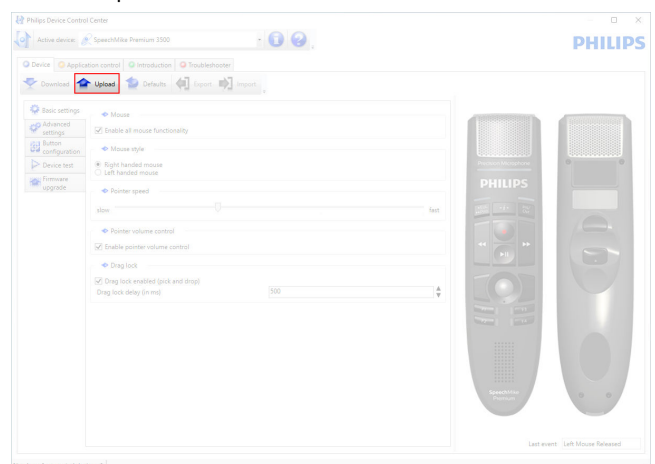 Philips Device Control Center
Active device: SpeechMike Premium 3500
PHILIPS
Device Application control Introduction Troubleshooter
Download Upload Defaults Export Import
Basic settings
Advanced
settings
Button
configuration
Device test
Firmware
upgrade
Mouse
Enable all mouse functionality
Mouse style
Right handed mouse
Left handed mouse
Pointer speed
slow fast
Pointer volume control
Enable pointer volume control
Drag lock
Drag lock enabled (pick and drop)
Drag lock delay (in ms) 500
Precision Microphone
PHILIPS
SpeechMike
Premium
Last event: Left Mouse Released